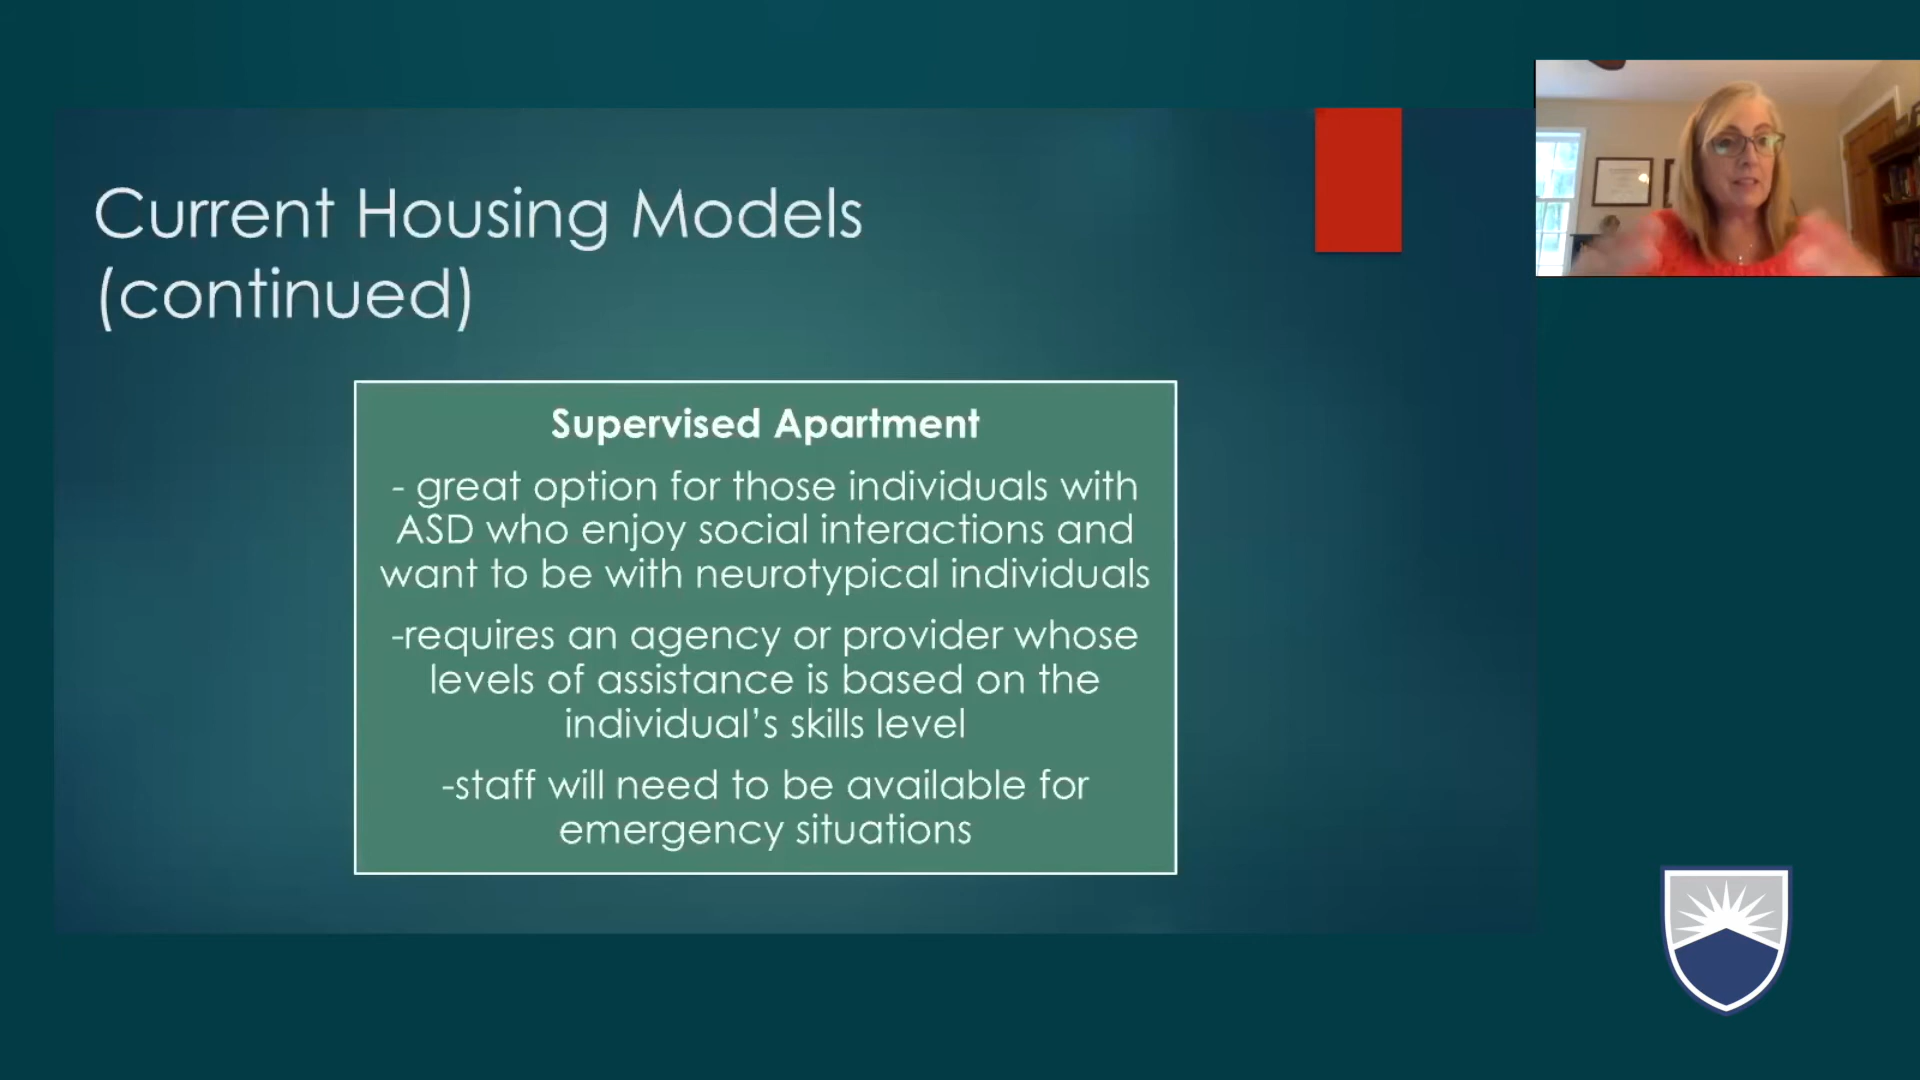 Current Housing Models
(continued)
Supervised Apartment
- great option for those individuals with
ASD who enjoy social interactions and
want to be with neurotypical individuals
-requires an agency or provider whose
levels of assistance is based on the
individual’s skills level
-staff will need to be available for
emergency situations